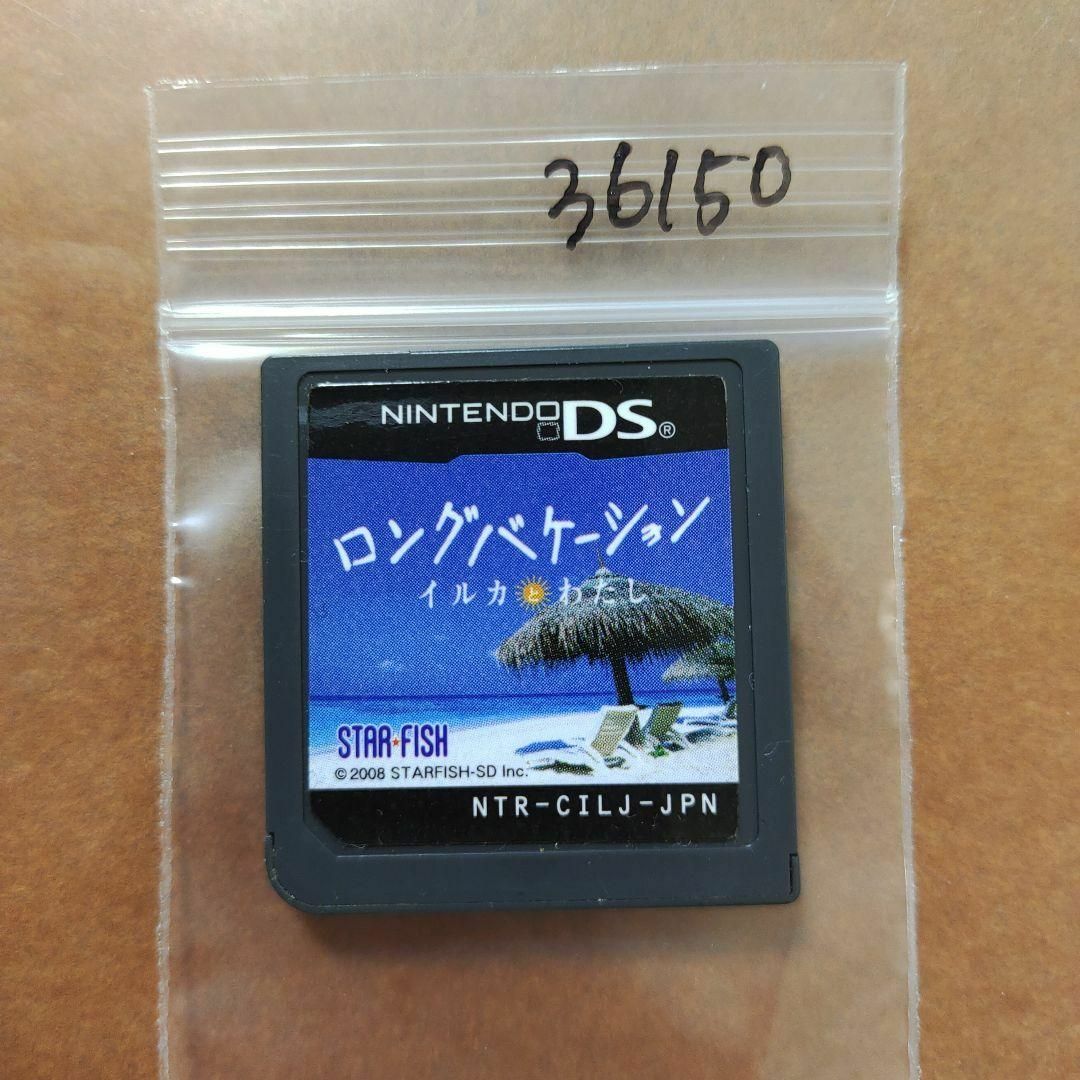 36150
NINTENDO DS®
ロングバケーション
イルカとわたし
STAR★FISH
©2008 STARFISH-SD Inc.
NTR-CILJ-JPN